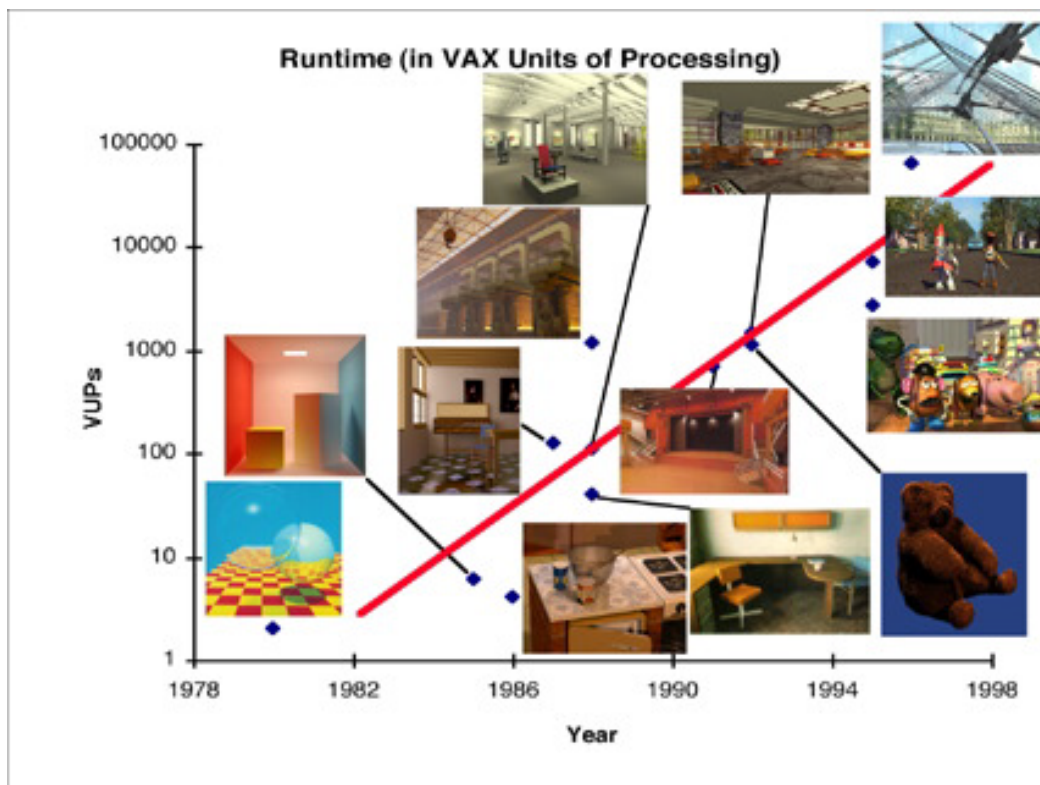 Runtime (in VAX Units of Processing)
100000
10000
1000
100
10
1
VUPs
1978 1982 1986 1990 1994 1998
Year